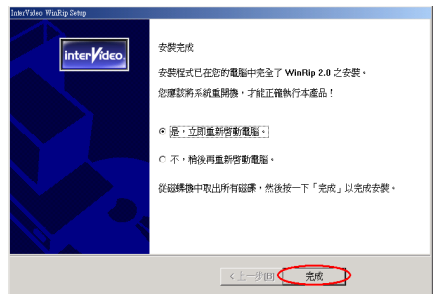 InterVideo WinRip Setup
interVideo
安裝完成
安裝程式已在您的電腦中完全了 WinRip 2.0 之安裝。
您應該將系統重開機,才能正確執行本產品!
是,立即重新啓動電腦。
不,稍後再重新啓動電腦。
從磁碟機中取出所有磁碟,然後按一下「完成」以完成安裝。
<上一步(B)
完成